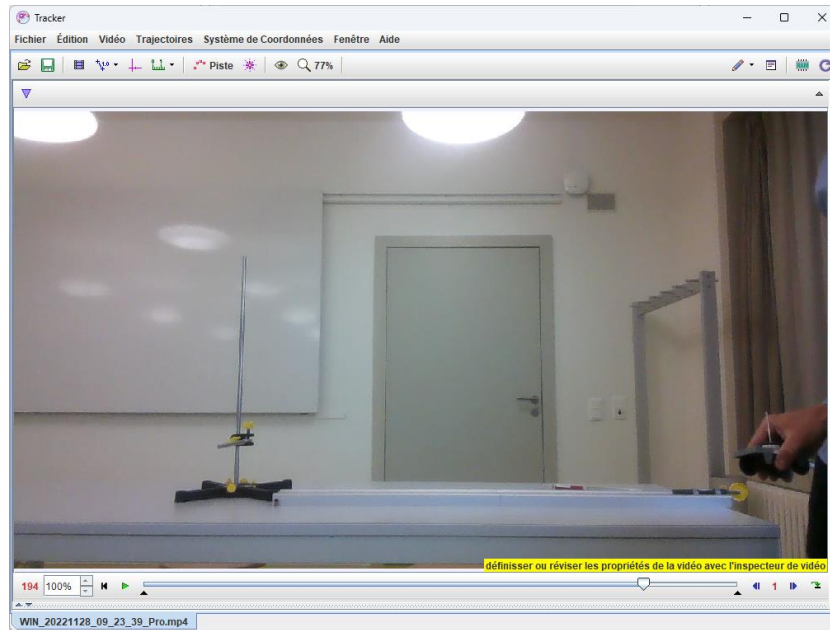 Tracker
Fichier Édition Vidéo Trajectoires Système de Coordonnées Fenêtre Aide
Piste 77%
définisser ou réviser les propriétés de la vidéo avec l'inspecteur de vidéo
194 100% 1
WIN_20221128_09_23_39_Pro.mp4